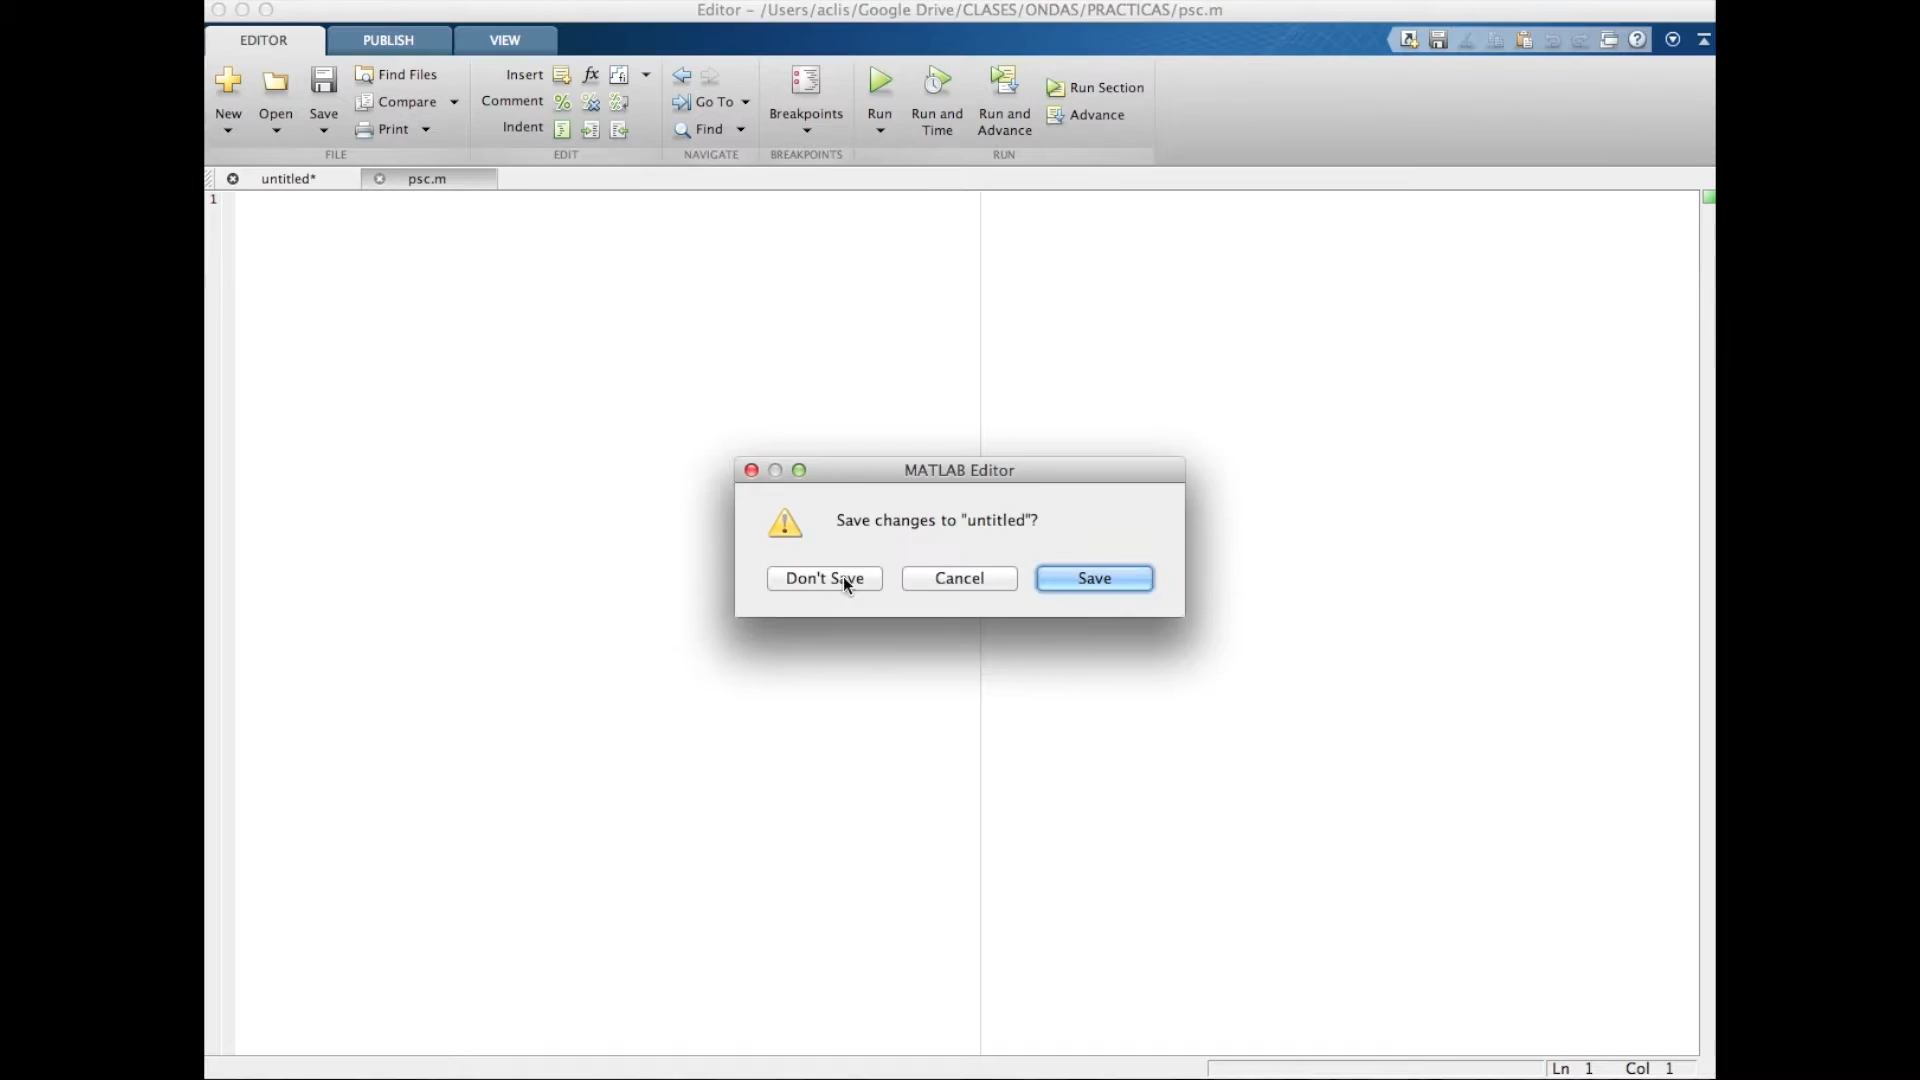 Editor - /Users/aclis/Google Drive/CLASES/ONDAS/PRACTICAS/psc.m
EDITOR PUBLISH VIEW
New Open Save Find Files Compare Print
FILE
Insert fx
Comment
Indent
EDIT
Go To
Find
NAVIGATE
Breakpoints
BREAKPOINTS
Run Run and Time Run and Advance Run Section Advance
RUN
untitled* psc.m
1
MATLAB Editor
Save changes to "untitled"?
Don't Save Cancel Save
Ln 1 Col 1